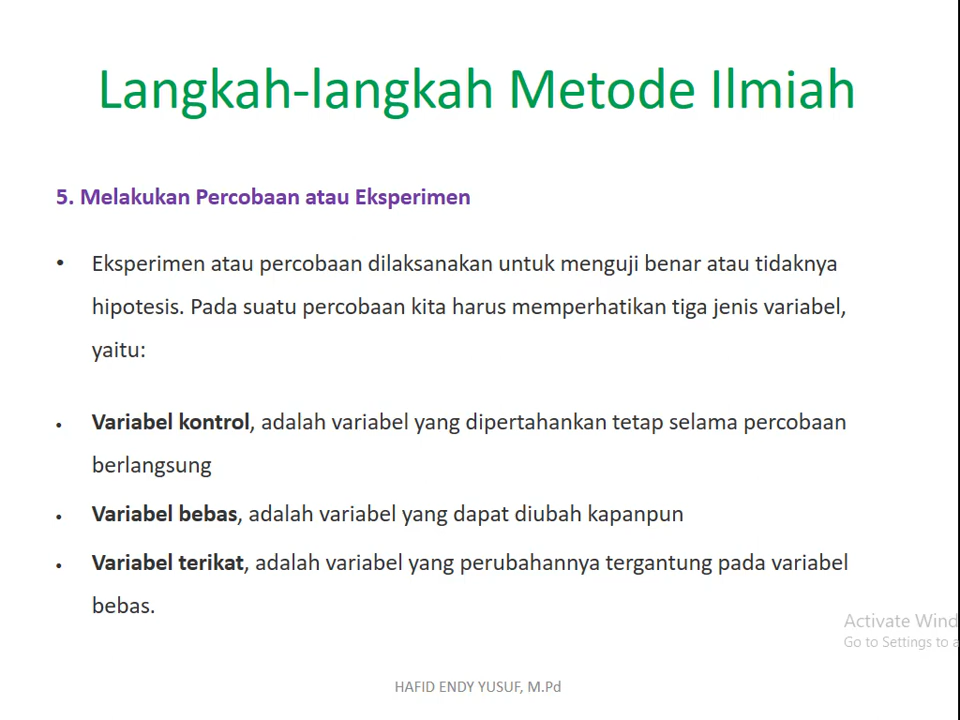 Langkah-langkah Metode Ilmiah
5. Melakukan Percobaan atau Eksperimen
• Eksperimen atau percobaan dilaksanakan untuk menguji benar atau tidaknya
hipotesis. Pada suatu percobaan kita harus memperhatikan tiga jenis variabel,
yaitu:
• Variabel kontrol, adalah variabel yang dipertahankan tetap selama percobaan
berlangsung
• Variabel bebas, adalah variabel yang dapat diubah kapanpun
• Variabel terikat, adalah variabel yang perubahannya tergantung pada variabel
bebas.
Activate Wind
Go to Settings to a
HAFID ENDY YUSUF, M.Pd